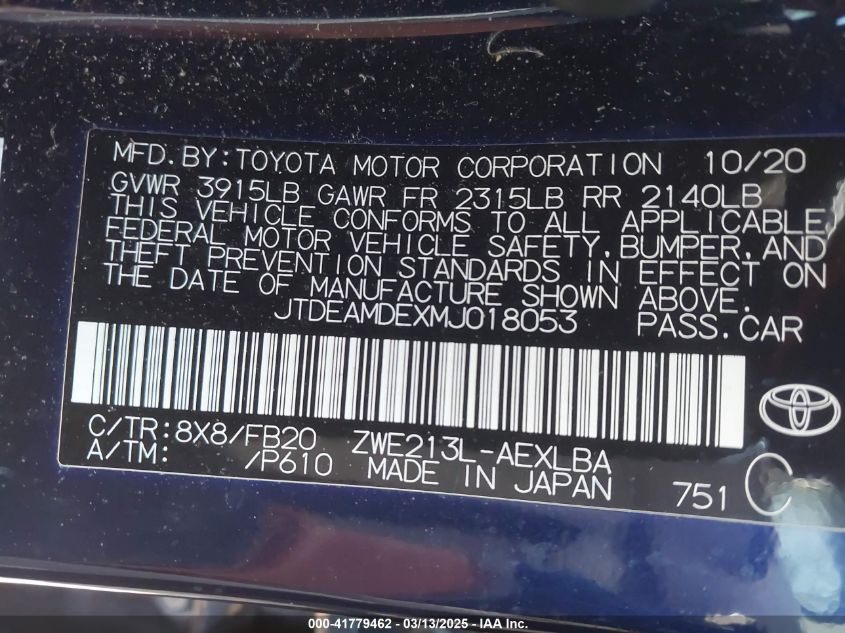 MFD.BY:TOYOTA MOTOR CORPORATION 10/20
GVWR 3915LB GAWR FR 2315LB RR 2140LB
THIS VEHICLE CONFORMS TO ALL APPLICABLE
FEDERAL MOTOR VEHICLE SAFETY,BUMPER,AND
THEFT PREVENTION STANDARDS IN EFFECT ON
THE DATE OF MANUFACTURE SHOWN ABOVE.
JTDEAMDEXMJ018053 PASS.CAR
C/TR:8X8/FB20 ZWE213L-AEXLBA
A/TM: /P610 MADE IN JAPAN 751 C
000-41779462 - 03/13/2025 - IAA Inc.